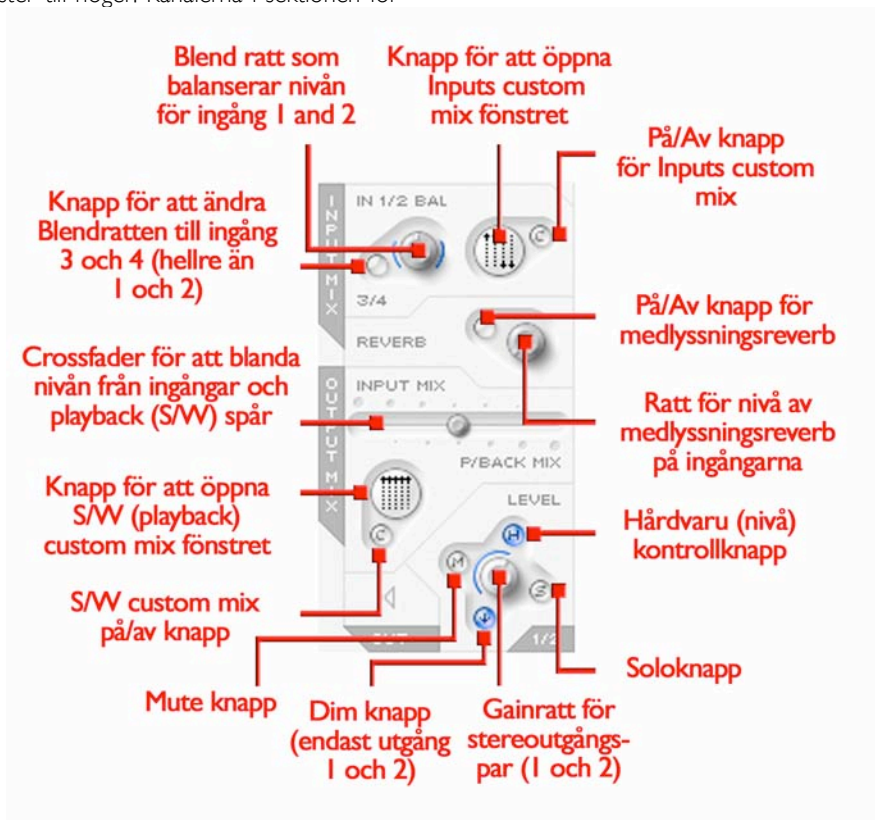 till höger. Kanalerna i sektionen för
Blend ratt som
balanserar nivån
för ingång 1 and 2
Knapp för att öppna
Inputs custom
mix fönstret
På/Av knapp
för Inputs custom
mix
Knapp för att ändra
Blendratten till ingång
3 och 4 (hellre än
1 och 2)
INPUT MIX
IN 1/2 BAL
C
3/4
REVERB
På/Av knapp för
medlyssningsreverb
Crossfader för att blanda
nivån från ingångar och
playback (S/W) spår
OUTPUT MIX
INPUT MIX
P/BACK MIX
Ratt för nivå av
medlyssningsreverb
på ingångarna
Knapp för att öppna
S/W (playback)
custom mix fönstret
C
LEVEL
H
M
S
Hårdvaru (nivå)
kontrollknapp
S/W custom mix
på/av knapp
OUT
1/2
Soloknapp
Mute knapp
Dim knapp
(endast utgång
1 och 2)
Gainratt för
stereoutgångs-
par (1 och 2)